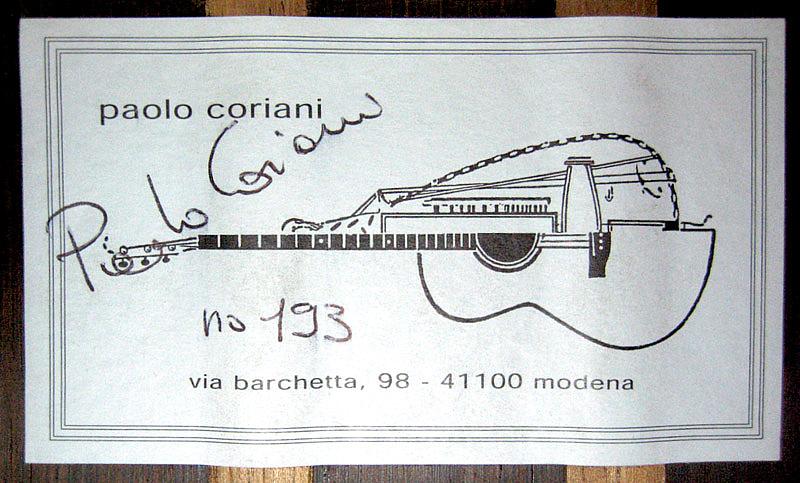 paolo coriani
Paolo Coriani
no 193
via barchetta, 98 - 41100 modena